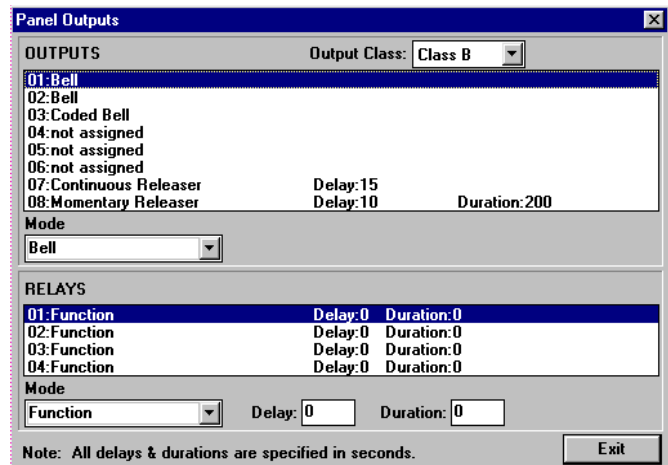 Panel Outputs
OUTPUTS Output Class: Class B
01:Bell
02:Bell
03:Coded Bell
04:not assigned
05:not assigned
06:not assigned
07:Continuous Releaser Delay:15
08:Momentary Releaser Delay:10 Duration:200
Mode
Bell
RELAYS
01:Function Delay:0 Duration:0
02:Function Delay:0 Duration:0
03:Function Delay:0 Duration:0
04:Function Delay:0 Duration:0
Mode
Function Delay: 0 Duration: 0
Note: All delays & durations are specified in seconds. Exit